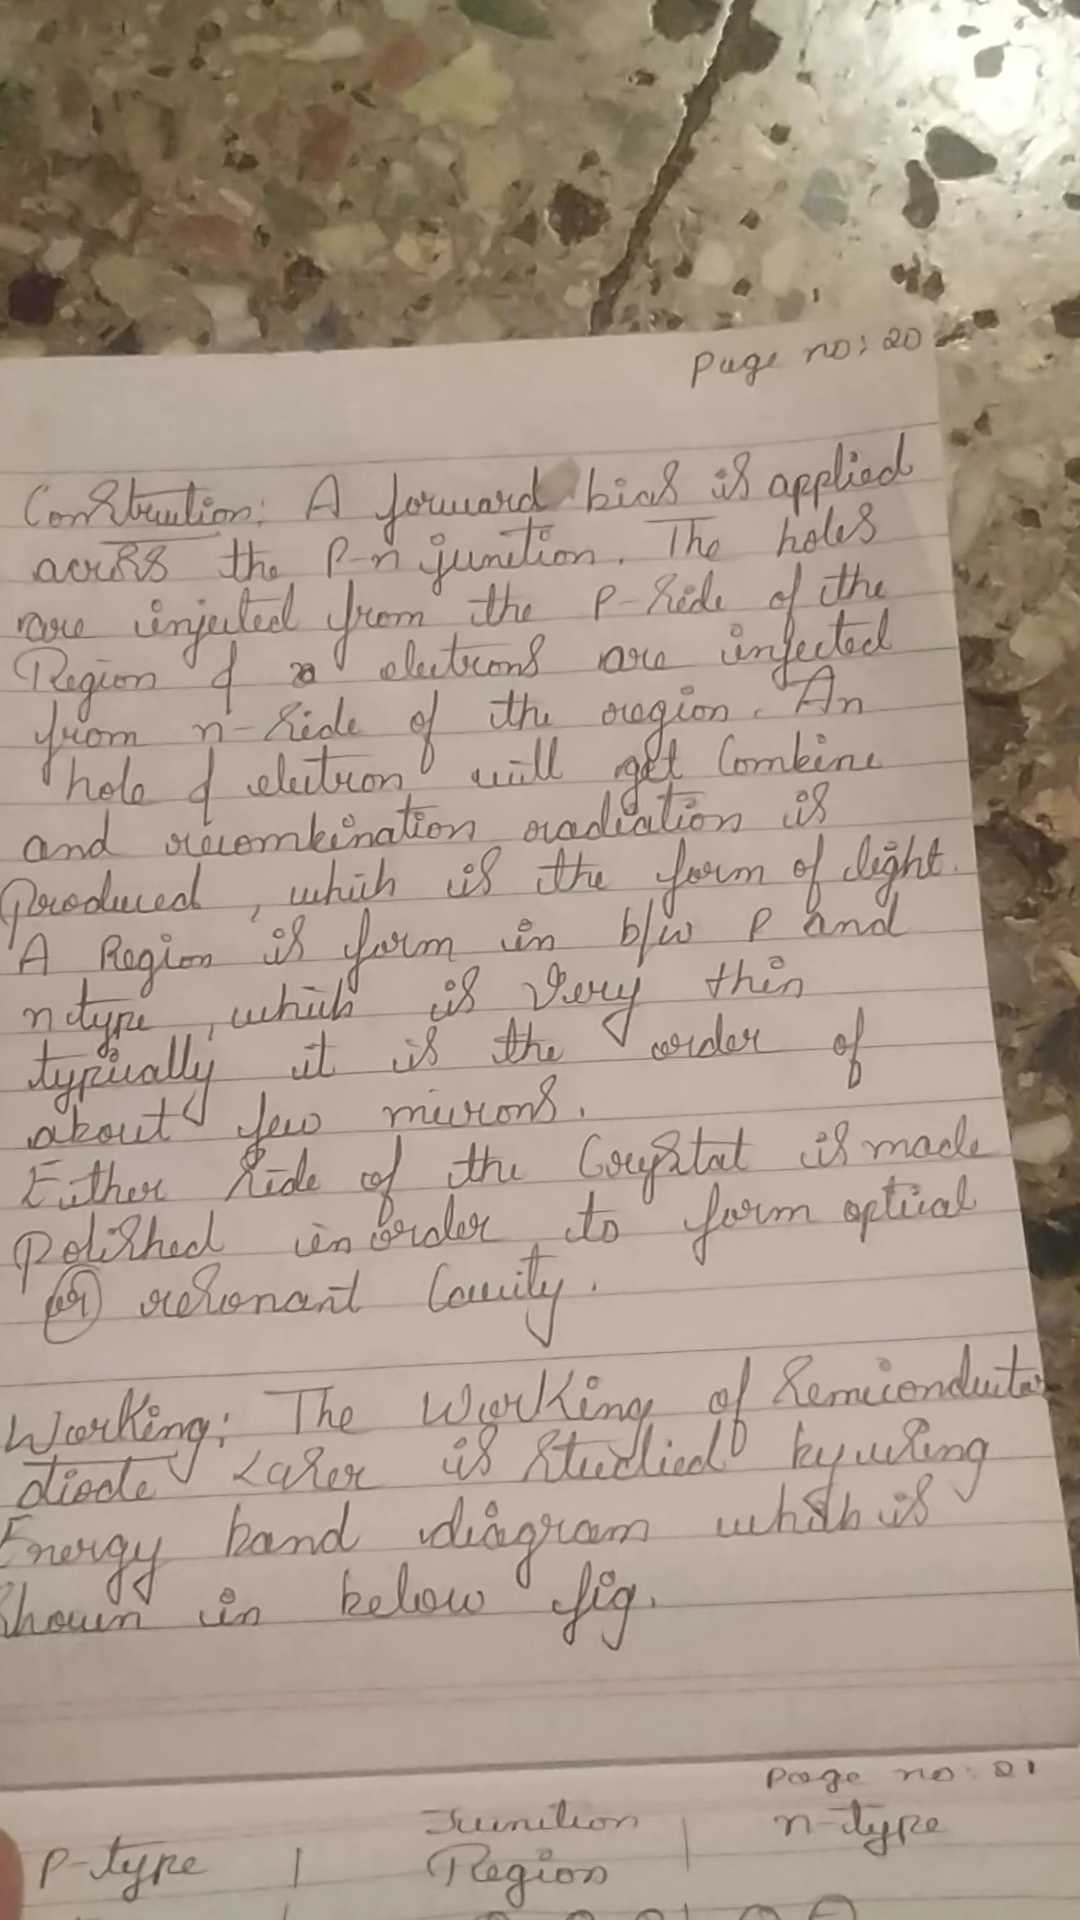 Page no: 20
Construction: A forward bias is applied
across the P-n junction. The holes
are injected from the P-side of the
Region & electrons are injected
from n-side of the region. An
hole & electron will get Combine
and recombination radiation is
produced, which is the form of light.
A Region is form in b/w P and
n type, which is very thin
typically it is the order of
about few microns.
Either side of the Crystal is made
Polished in order to form optical
(or) resonant Cavity.
Working: The Working of Semiconductor
diode Laser is studied by using
Energy band diagram which is
Shown in below fig.
Page no: 21
P-type | Junction Region | n-type